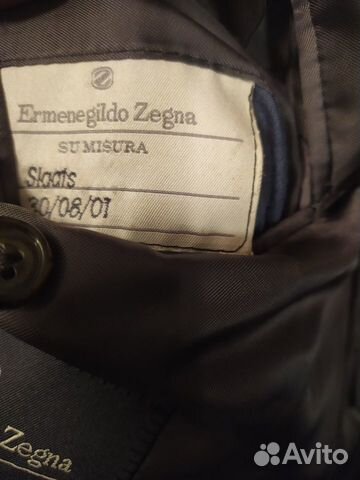 Ermenegildo Zegna
SU MISURA
Slaats
30/08/01
Zegna
Avito